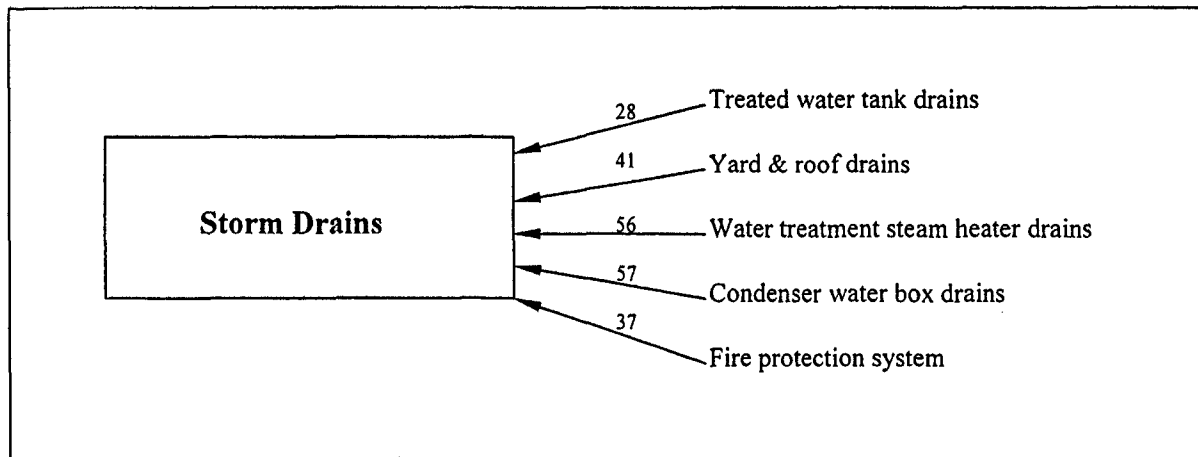 28
Treated water tank drains
41
Yard & roof drains
Storm Drains
56
Water treatment steam heater drains
57
Condenser water box drains
37
Fire protection system